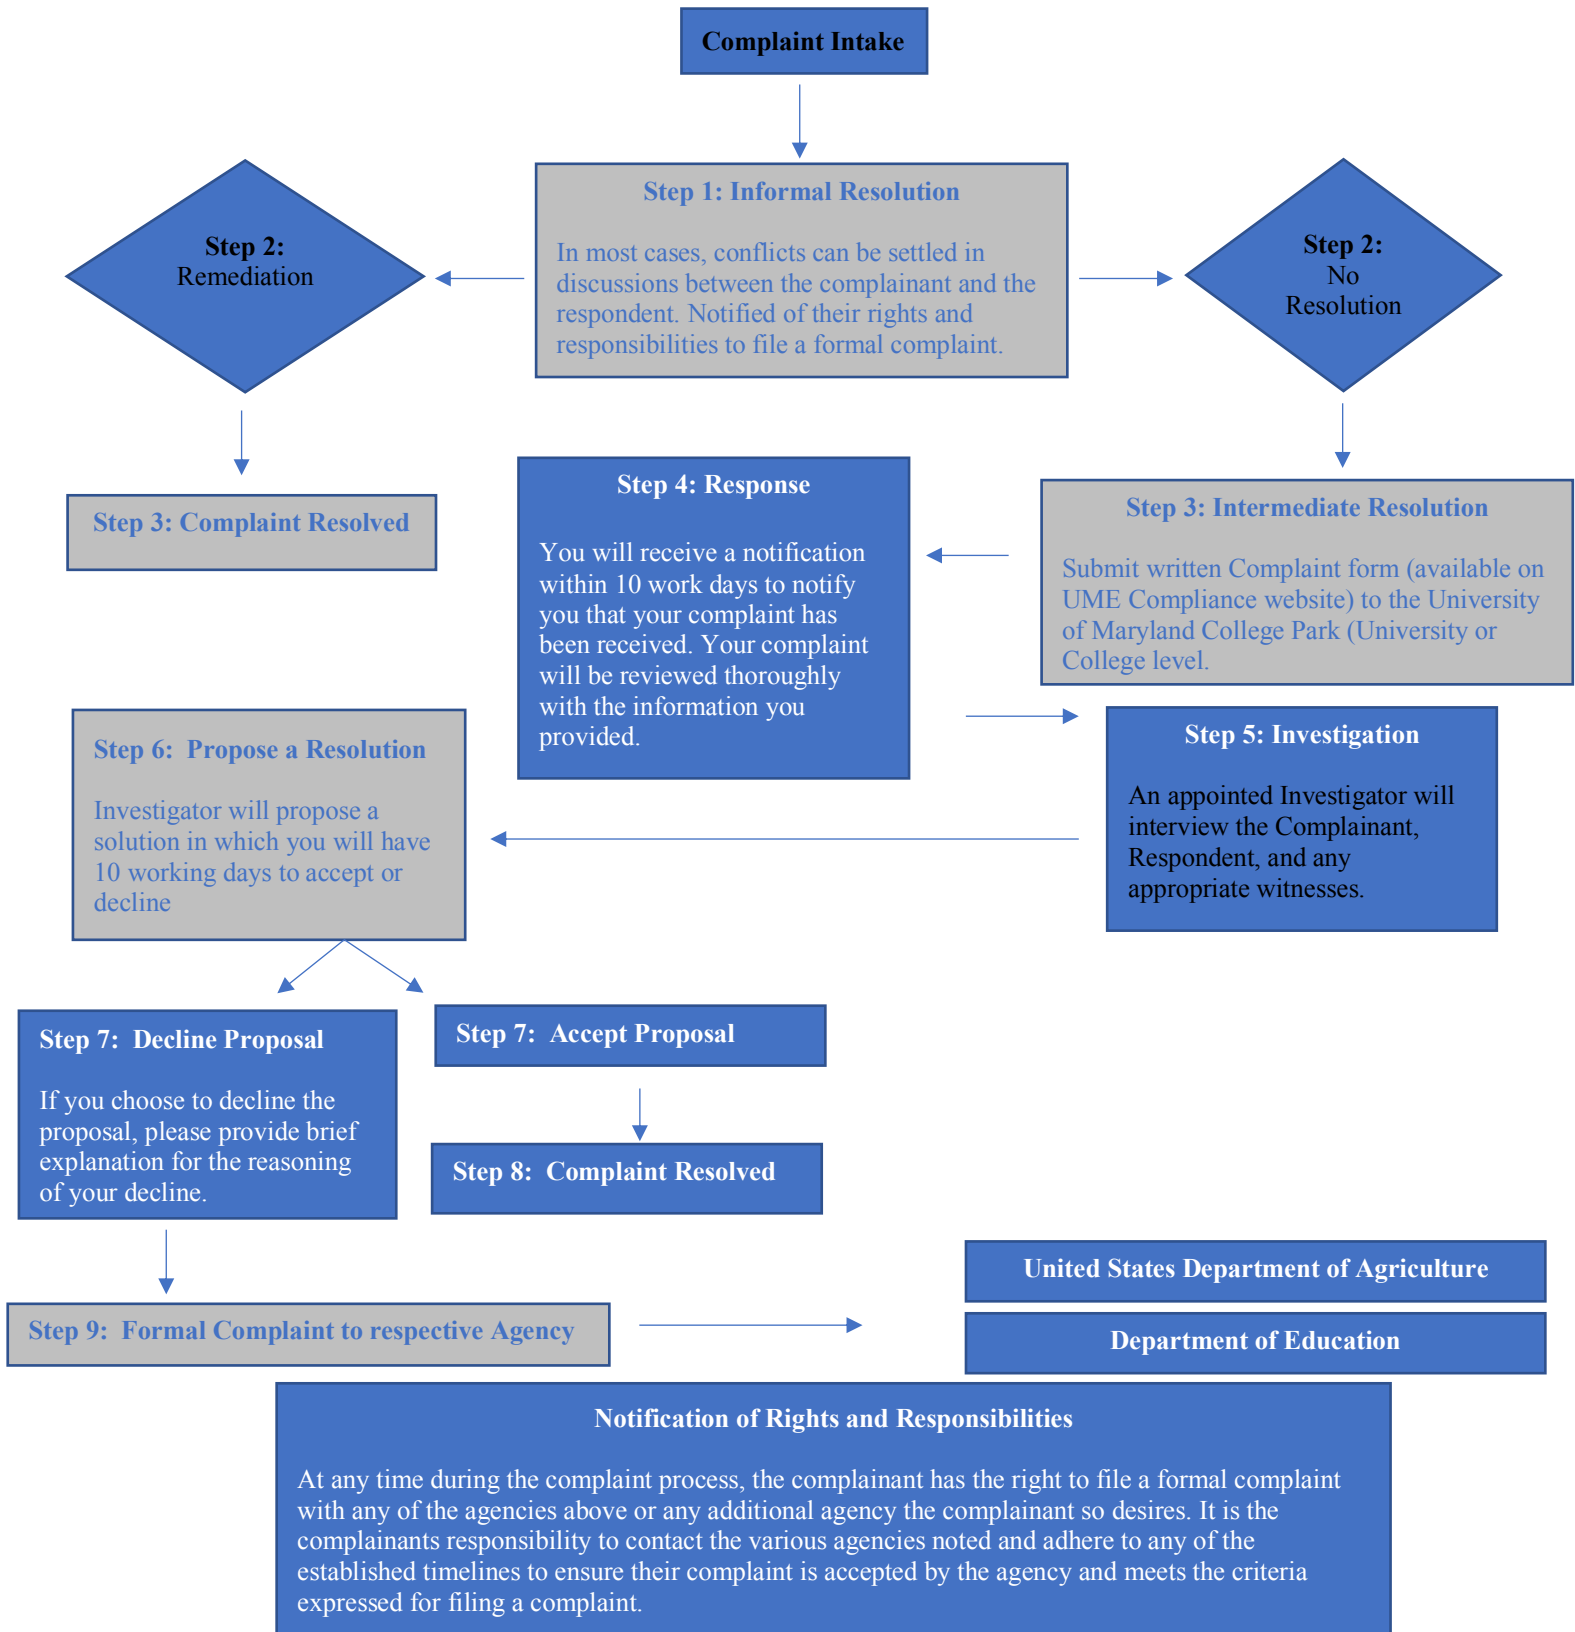 Complaint Intake
Step 1: Informal Resolution
In most cases, conflicts can be settled in
discussions between the complainant and the
respondent. Notified of their rights and
responsibilities to file a formal complaint.
Step 2:
Remediation
Step 2:
No
Resolution
Step 3: Complaint Resolved
Step 3: Intermediate Resolution
Submit written Complaint form (available on
UME Compliance website) to the University
of Maryland College Park (University or
College level.
Step 4: Response
You will receive a notification
within 10 work days to notify
you that your complaint has
been received. Your complaint
will be reviewed thoroughly
with the information you
provided.
Step 5: Investigation
An appointed Investigator will
interview the Complainant,
Respondent, and any
appropriate witnesses.
Step 6:  Propose a Resolution
Investigator will propose a
solution in which you will have
10 working days to accept or
decline
Step 7:  Decline Proposal
If you choose to decline the
proposal, please provide brief
explanation for the reasoning
of your decline.
Step 7:  Accept Proposal
Step 8:  Complaint Resolved
Step 9:  Formal Complaint to respective Agency
United States Department of Agriculture
Department of Education
Notification of Rights and Responsibilities
At any time during the complaint process, the complainant has the right to file a formal complaint
with any of the agencies above or any additional agency the complainant so desires. It is the
complainants responsibility to contact the various agencies noted and adhere to any of the
established timelines to ensure their complaint is accepted by the agency and meets the criteria
expressed for filing a complaint.